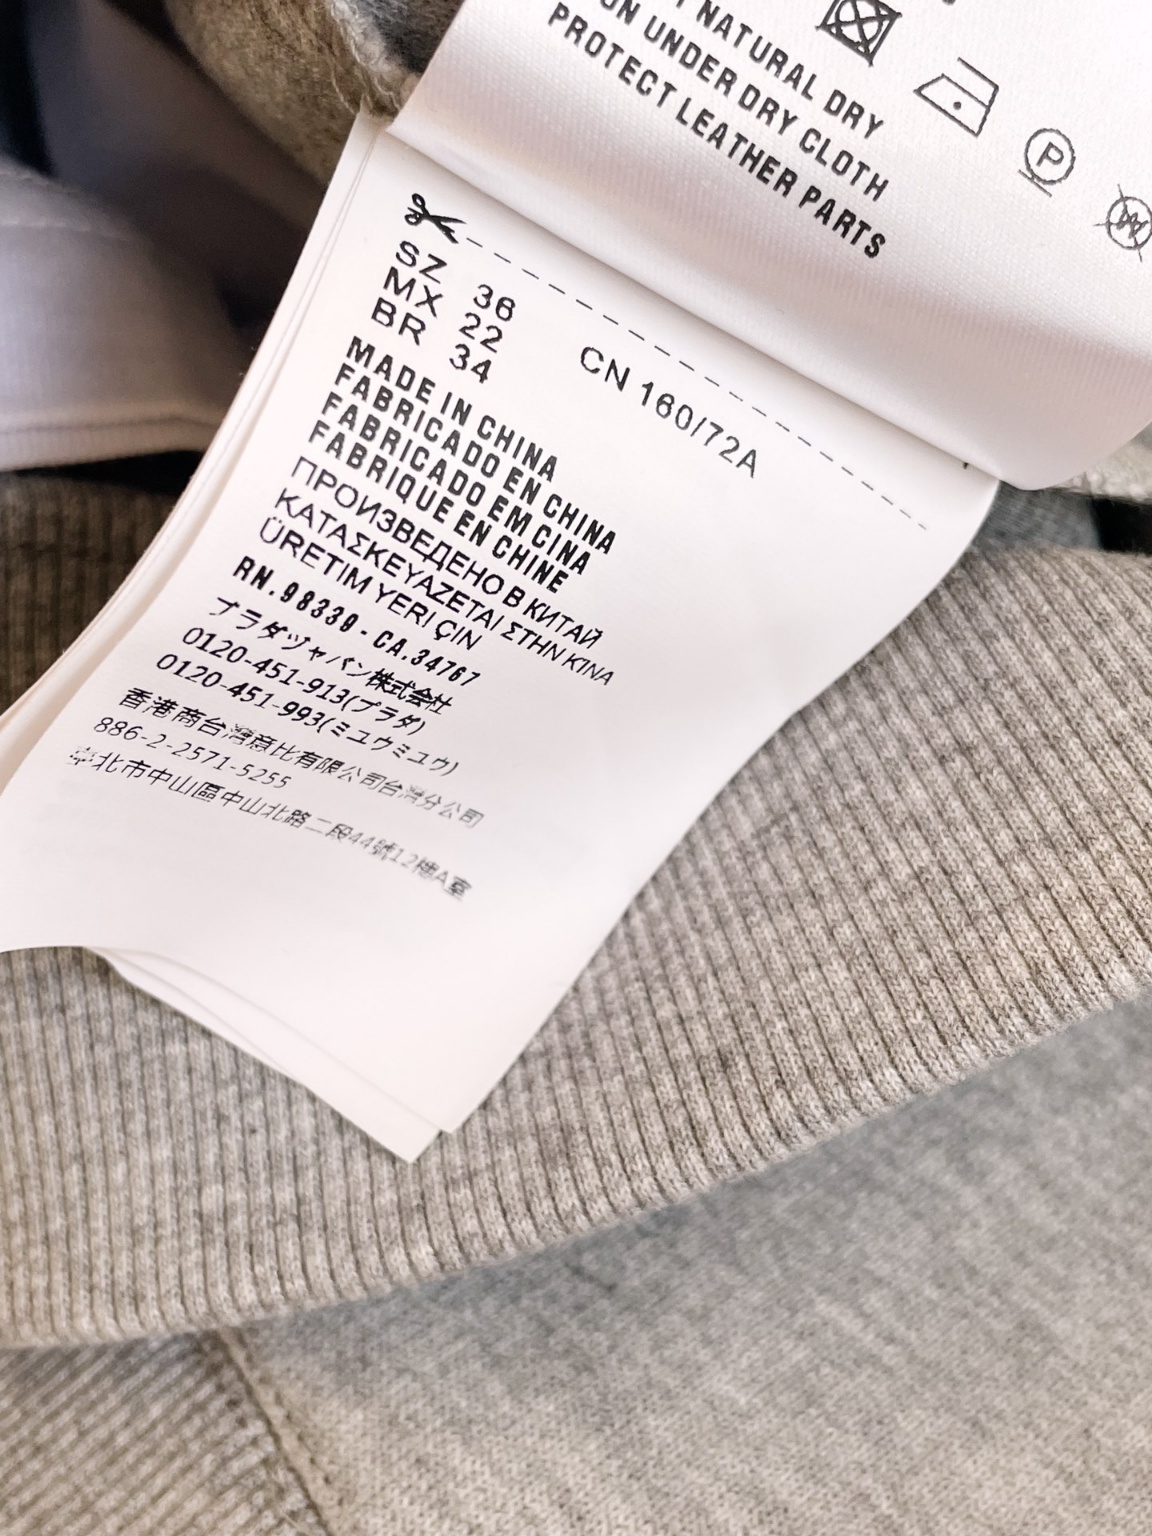 NATURAL DRY
UNDER DRY CLOTH
PROTECT LEATHER PARTS
P
W
SZ 36
MX 22
BR 34
CN 160/72A
MADE IN CHINA
FABRICADO EN CHINA
FABRICADO EM CINA
FABRIQUE EN CHINE
ПРОИЗВЕДЕНО В КИТАЙ
ΚΑΤΑΣΚΕΥΑΖΕΤΑΙ ΣΤΗΝ ΚΙΝΑ
ÜRETIM YERI ÇIN
RN.98339-CA.34767
プラダジャパン株式会社
0120-451-913(プラダ)
0120-451-993(ミュウミュウ)
香港商台灣意比有限公司台灣分公司
886-2-2571-5255
臺北市中山區中山北路二段44號12樓A室